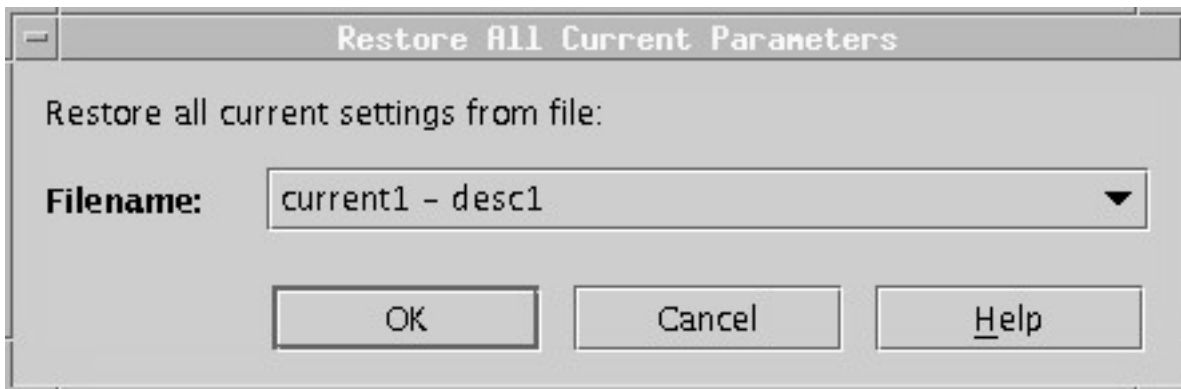 Restore All Current Parameters
Restore all current settings from file:
Filename: current1 – desc1
OK Cancel Help